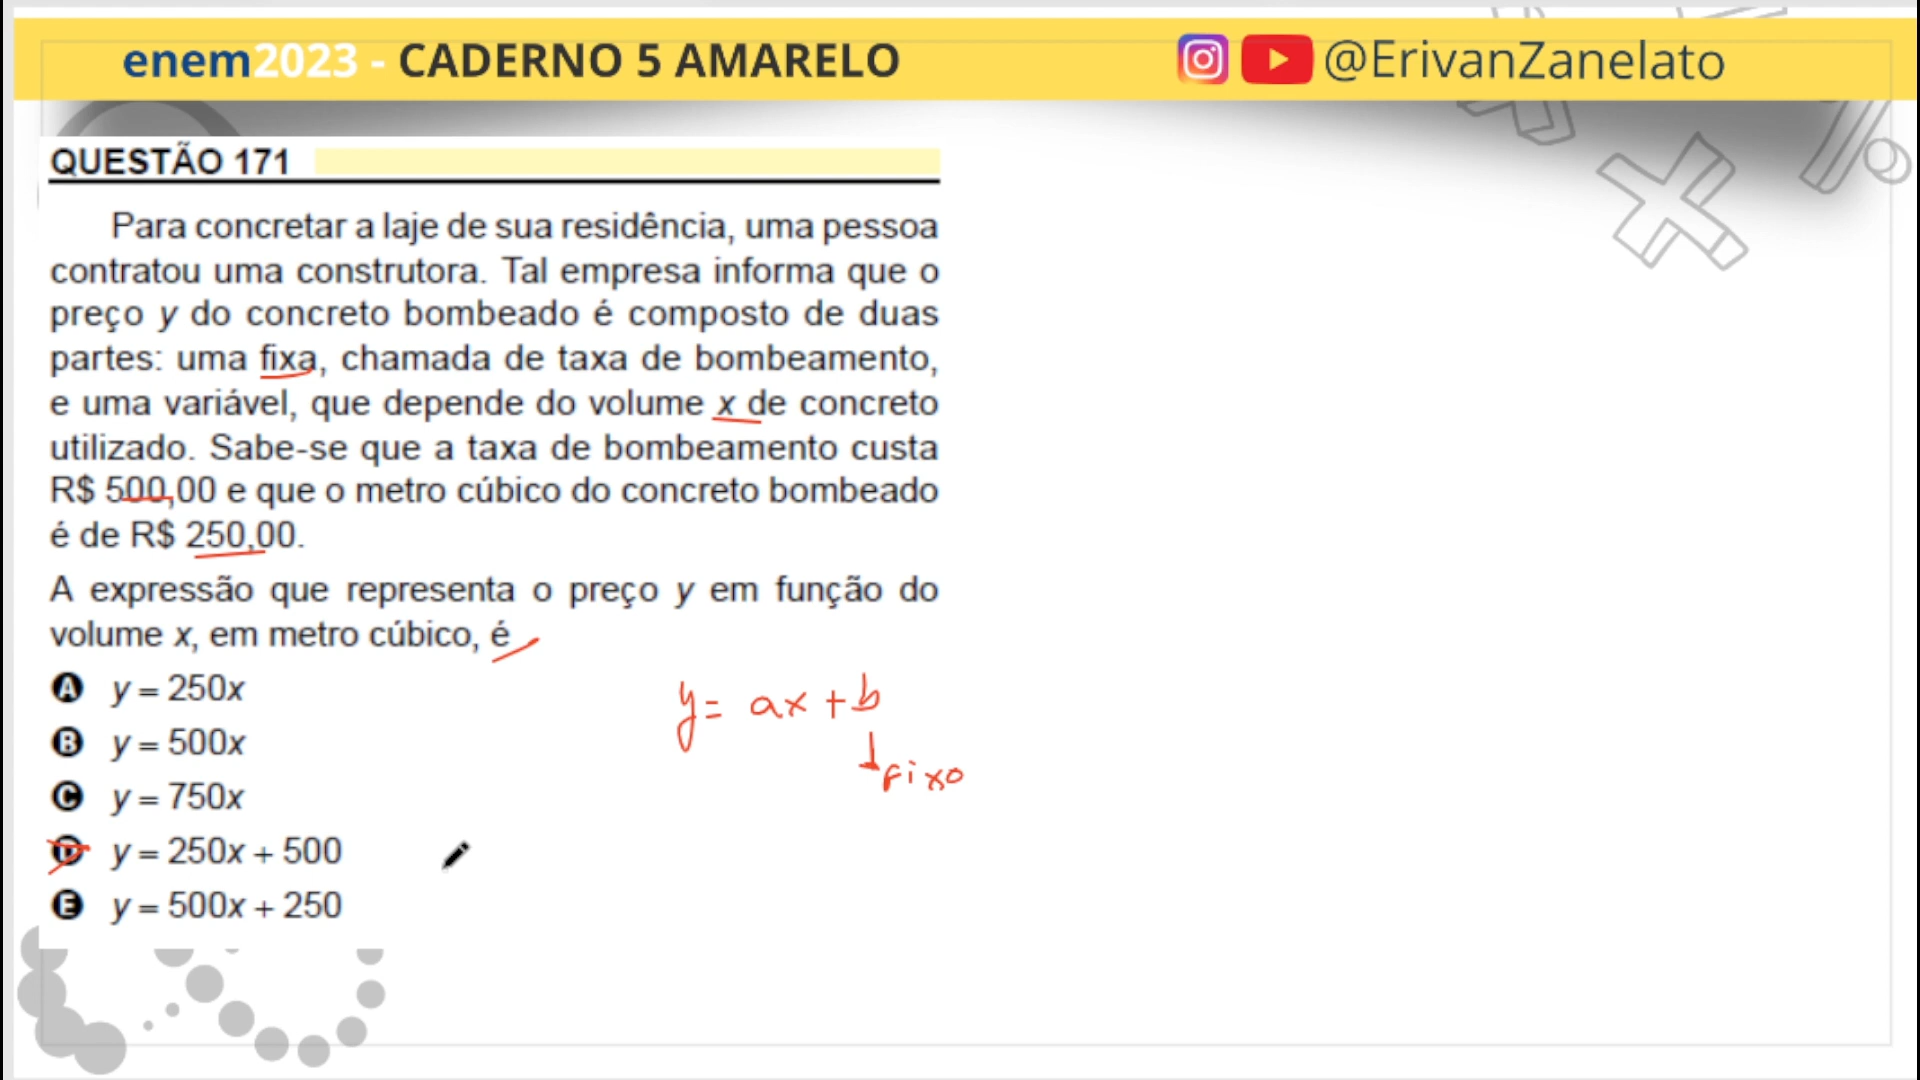 enem2023 - CADERNO 5 AMARELO
@ErivanZanelato
QUESTÃO 171
Para concretar a laje de sua residência, uma pessoa
contratou uma construtora. Tal empresa informa que o
preço y do concreto bombeado é composto de duas
partes: uma fixa, chamada de taxa de bombeamento,
e uma variável, que depende do volume x de concreto
utilizado. Sabe-se que a taxa de bombeamento custa
R$ 500,00 e que o metro cúbico do concreto bombeado
é de R$ 250,00.
A expressão que representa o preço y em função do
volume x, em metro cúbico, é
A y = 250x
B y = 500x
C y = 750x
D y = 250x + 500
E y = 500x + 250
y = ax + b
Fixo